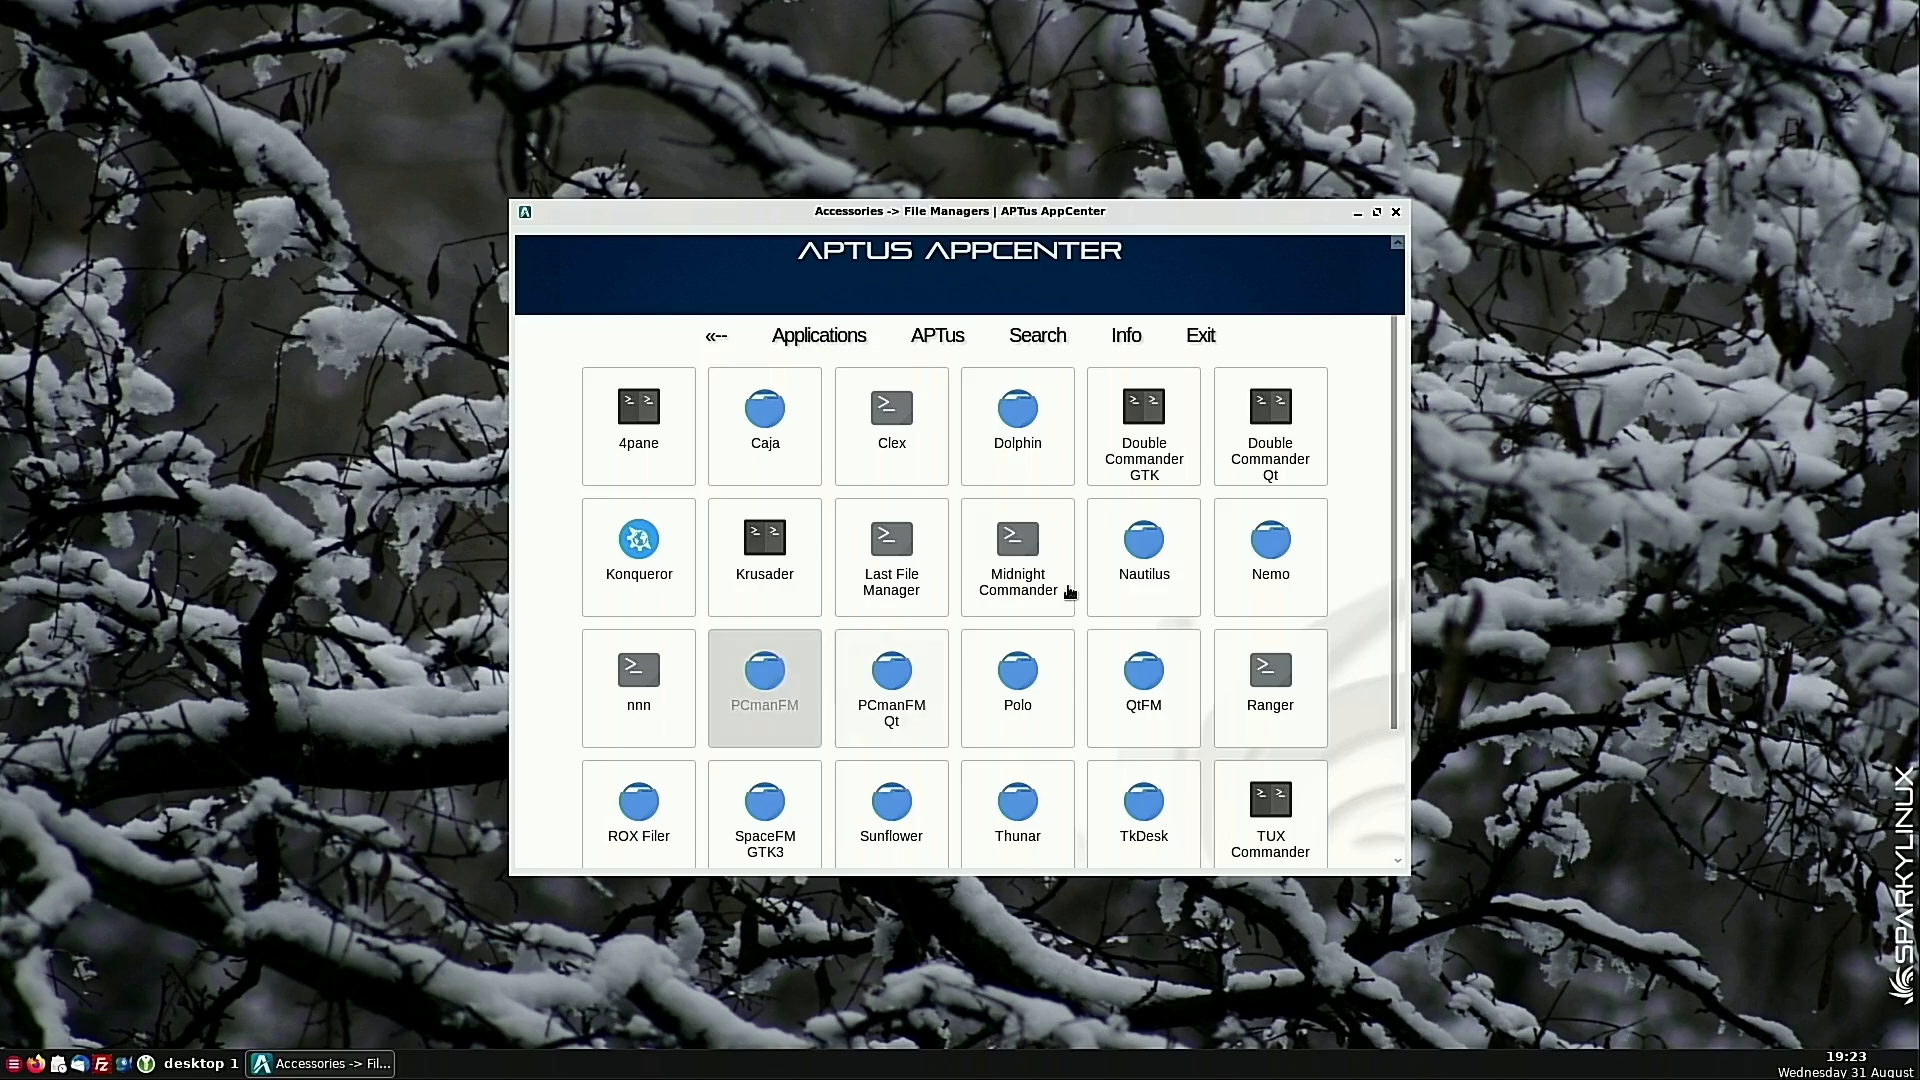 Accessories -> File Managers | APTus AppCenter
APTUS APPCENTER
«--
Applications
APTus
Search
Info
Exit
4pane
Caja
Clex
Dolphin
Double
Commander
GTK
Double
Commander
Qt
Konqueror
Krusader
Last File
Manager
Midnight
Commander
Nautilus
Nemo
nnn
PCmanFM
PCmanFM
Qt
Polo
QtFM
Ranger
ROX Filer
SpaceFM
GTK3
Sunflower
Thunar
TkDesk
TUX
Commander
SPARKYLINUX
desktop 1
Accessories -> Fil...
19:23
Wednesday 31 August